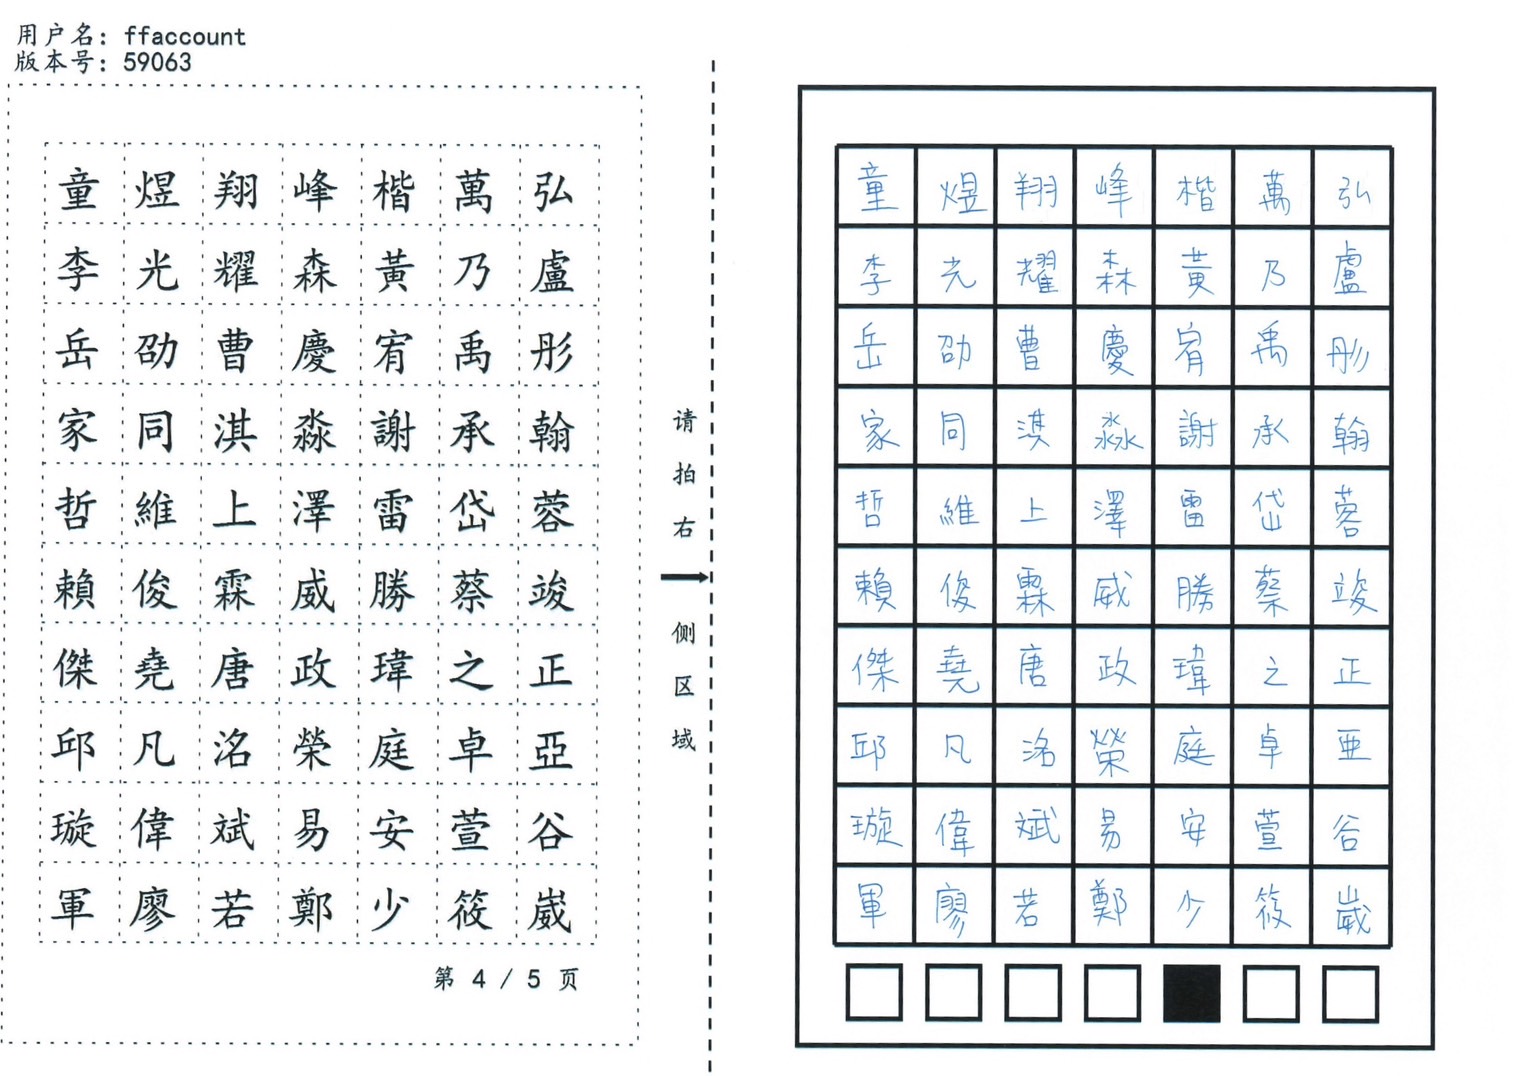 用户名: ffaccount
版本号: 59063
童 煜 翔 峰 楷 萬 弘
李 光 耀 森 黃 乃 盧
岳 劭 曹 慶 宥 禹 彤
家 同 淇 淼 謝 承 翰
哲 維 上 澤 雷 岱 蓉
賴 俊 霖 威 勝 蔡 竣
傑 堯 唐 政 瑋 之 正
邱 凡 洺 榮 庭 卓 亞
璇 偉 斌 易 安 萱 谷
軍 廖 若 鄭 少 筱 崴
第 4 / 5 页
请拍右
侧区域
童 煜 翔 峰 楷 萬 弘
李 光 耀 森 黃 乃 盧
岳 劭 曹 慶 宥 禹 彤
家 同 淇 淼 謝 承 翰
哲 維 上 澤 雷 岱 蓉
賴 俊 霖 威 勝 蔡 竣
傑 堯 唐 政 瑋 之 正
邱 凡 洺 榮 庭 卓 亞
璇 偉 斌 易 安 萱 谷
軍 廖 若 鄭 少 筱 崴